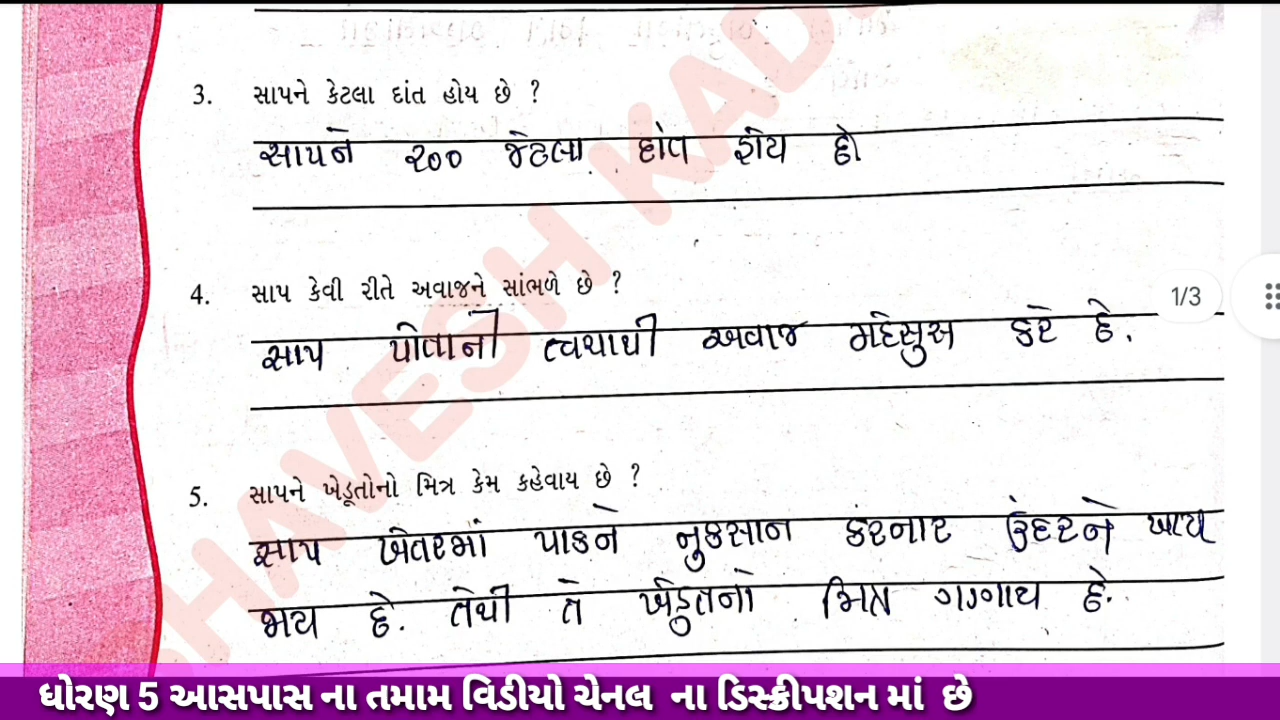 3. સાપને કેટલા દાંત હોય છે ?
સાપને ૨૦૦ જેટલા દાંત હોય છે
4. સાપ કેવી રીતે અવાજને સાંભળે છે ?
1/3
સાપ પોતાની ત્વચાથી અવાજ મહેસુસ કરે છે.
5. સાપને ખેડૂતોનો મિત્ર કેમ કહેવાય છે ?
સાપ ખેતરમાં પાકને નુકસાન કરનાર ઉંદરને ખાય
જાય છે. તેથી તે ખેડુતનો મિત્ર ગણાય છે.
ધોરણ 5 આસપાસ ના તમામ વિડીયો ચેનલ ના ડિસ્ક્રીપશન માં છે